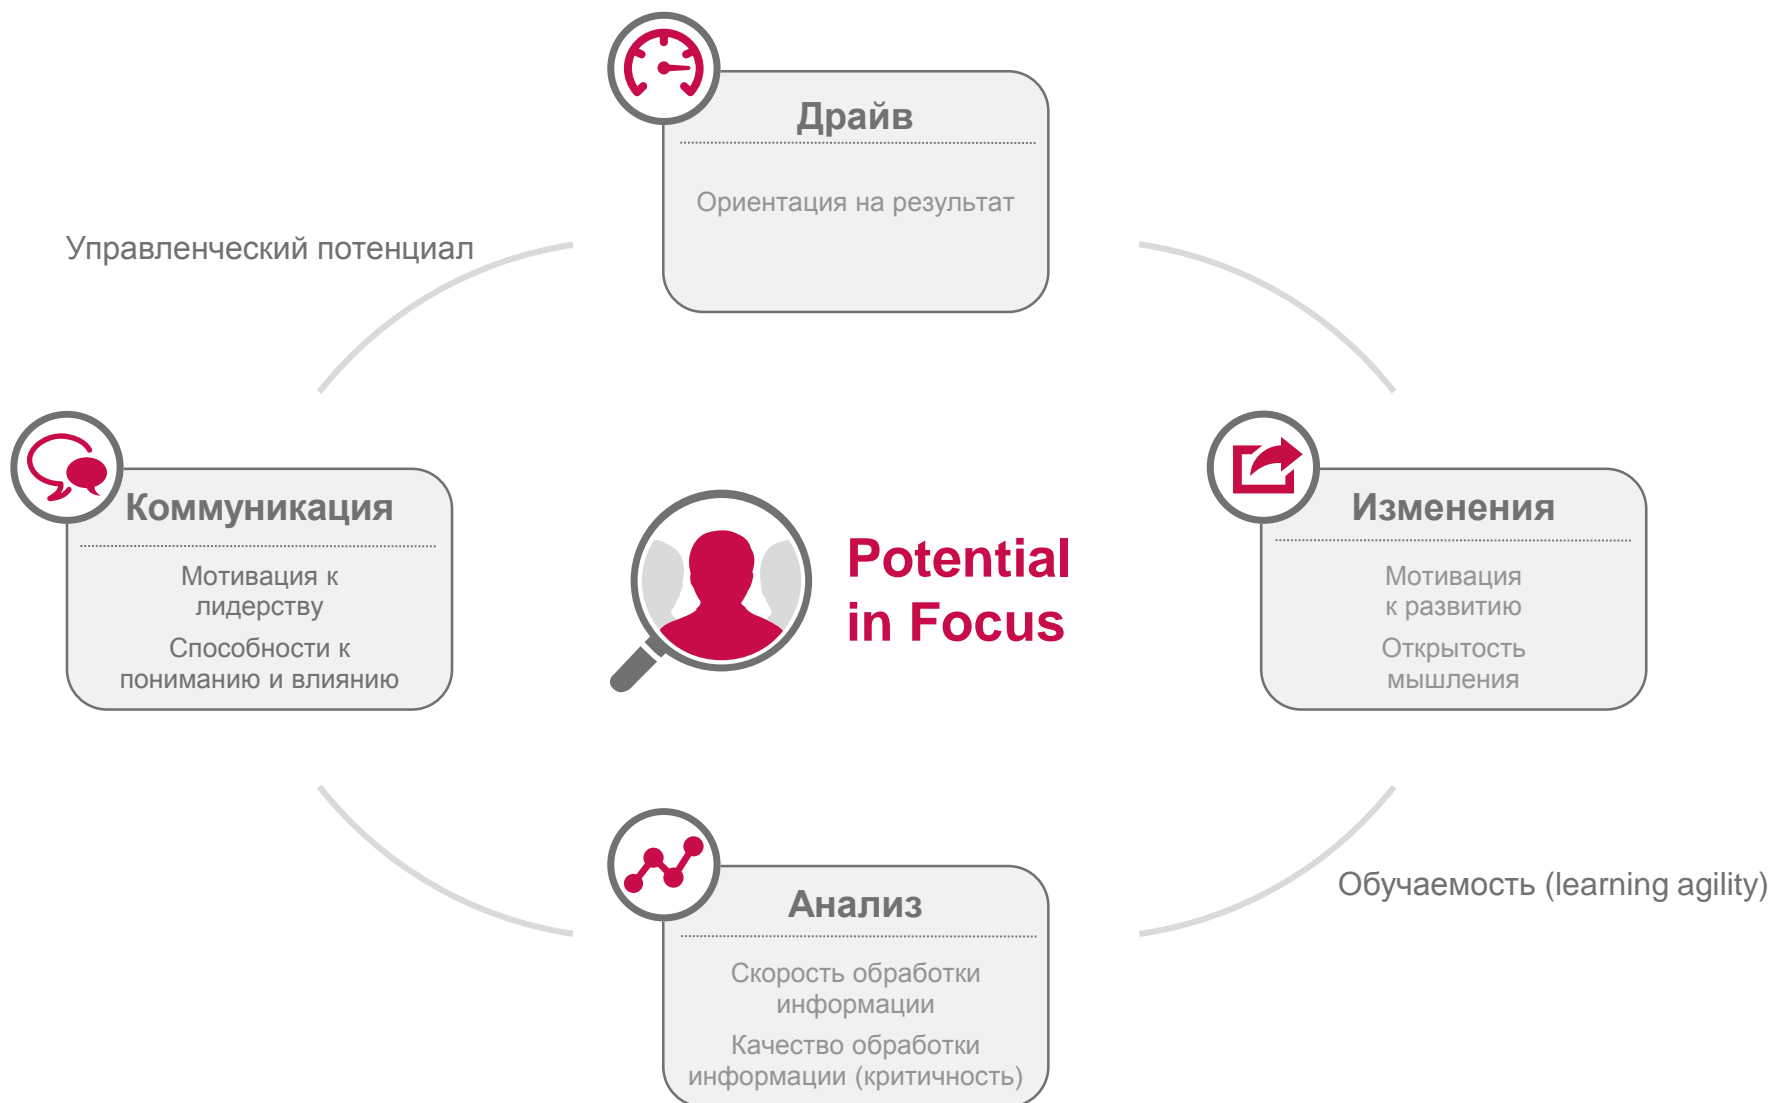 Драйв
Ориентация на результат
Управленческий потенциал
Коммуникация
Мотивация к
лидерству
Способности к
пониманию и влиянию
Potential
in Focus
Изменения
Мотивация
к развитию
Открытость
мышления
Анализ
Скорость обработки
информации
Качество обработки
информации (критичность)
Обучаемость (learning agility)